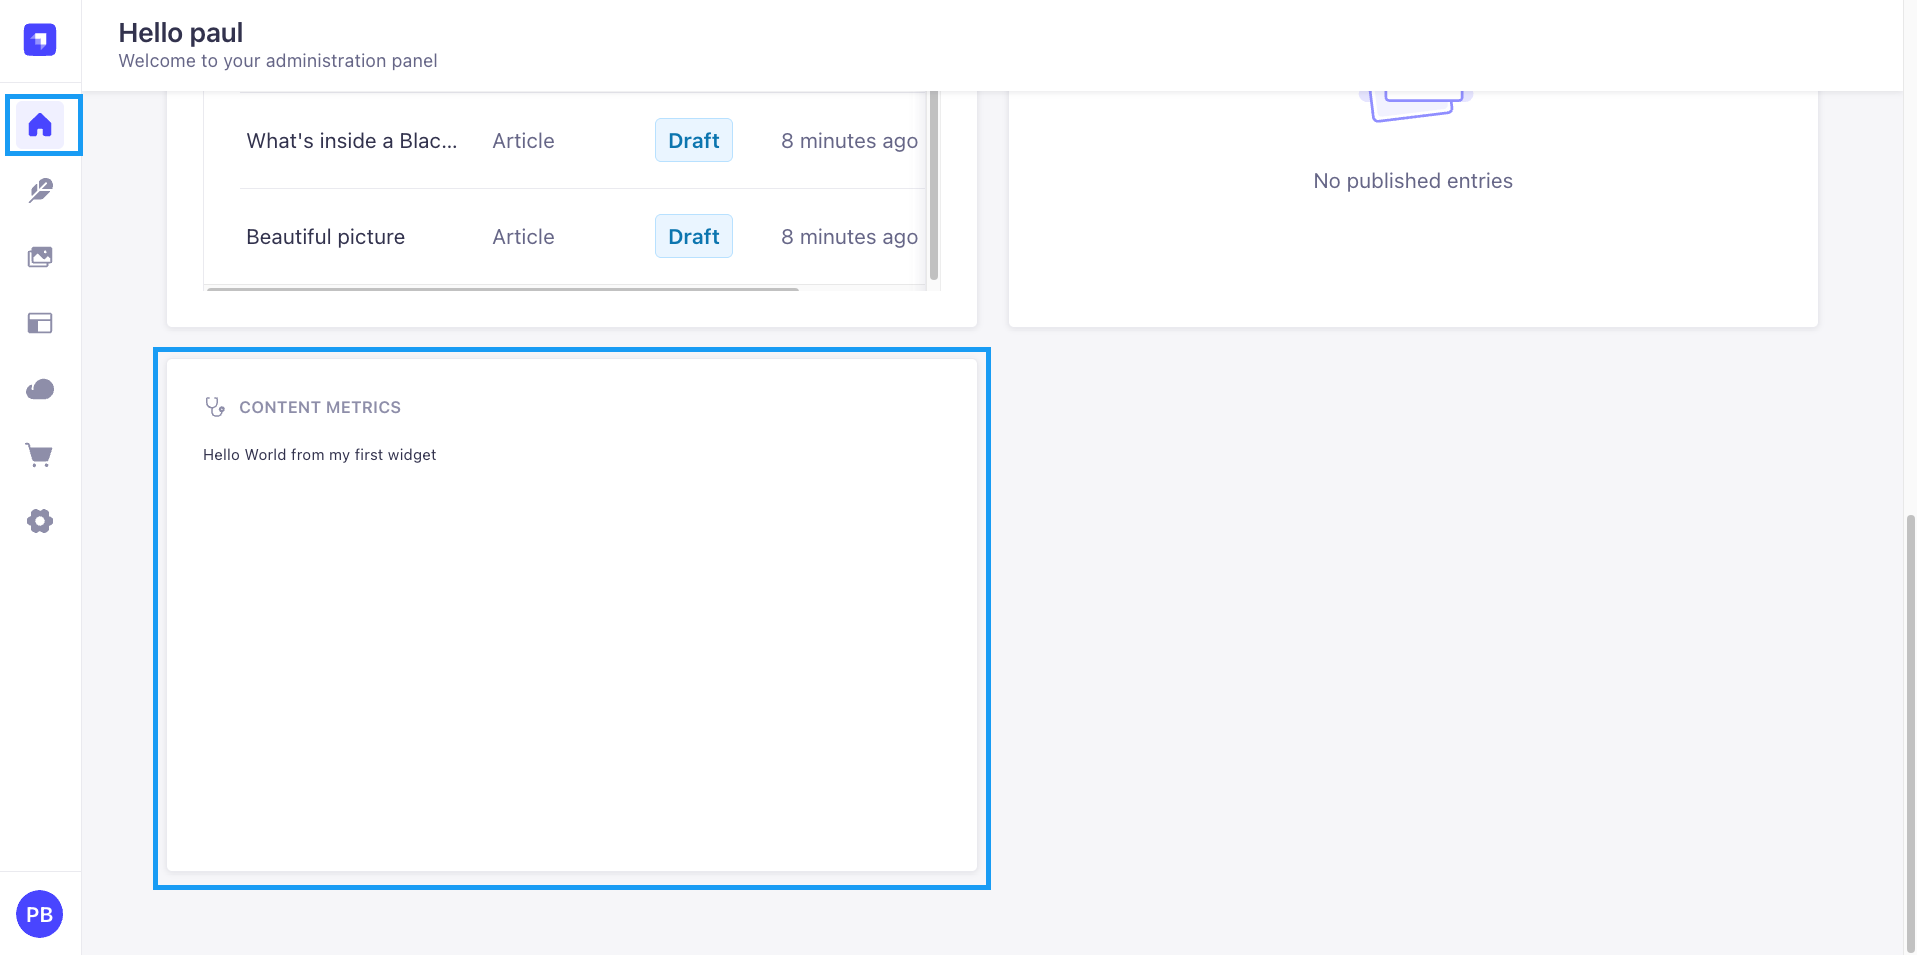 Hello paul
Welcome to your administration panel
What's inside a Blac... Article Draft 8 minutes ago
Beautiful picture Article Draft 8 minutes ago
No published entries
CONTENT METRICS
Hello World from my first widget
PB